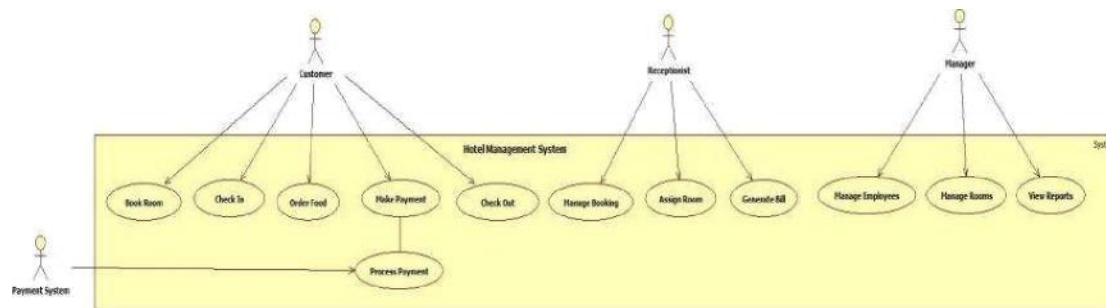 Customer
Receptionist
Manager
Hotel Management System
Syst
Book Room
Check In
Order Food
Make Payment
Check Out
Manage Booking
Assign Room
Generate Bill
Manage Employees
Manage Rooms
View Reports
Process Payment
Payment System